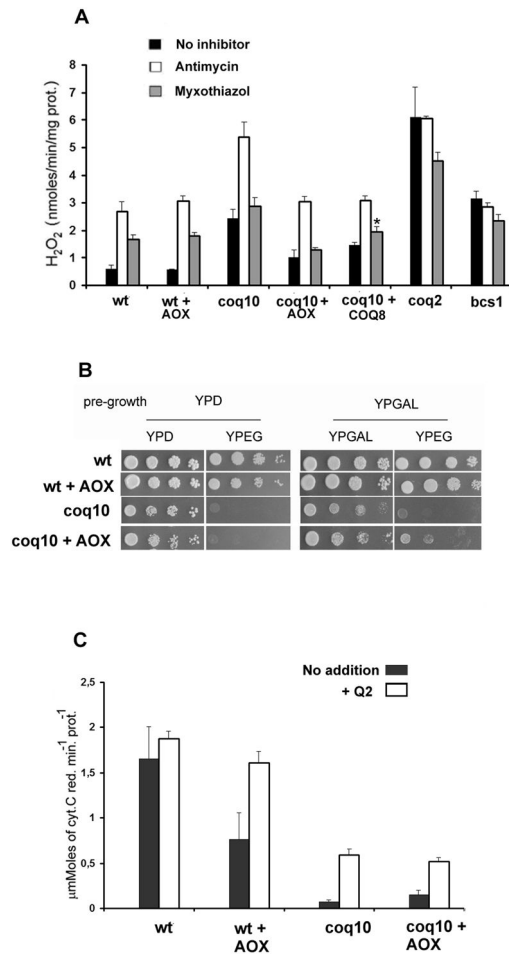 A
No inhibitor
Antimycin
Myxothiazol
H2O2 (nmoles/min/mg prot.)
8
7
6
5
4
3
2
1
0
*
wt
wt +
AOX
coq10
coq10 +
AOX
coq10 +
COQ8
coq2
bcs1
B
pre-growth
YPD
YPGAL
YPD
YPEG
YPGAL
YPEG
wt
wt + AOX
coq10
coq10 + AOX
C
No addition
+ Q2
µmMoles of cyt.C red. min.-1 prot.-1
2,5
2
1,5
1
0,5
0
wt
wt +
AOX
coq10
coq10 +
AOX